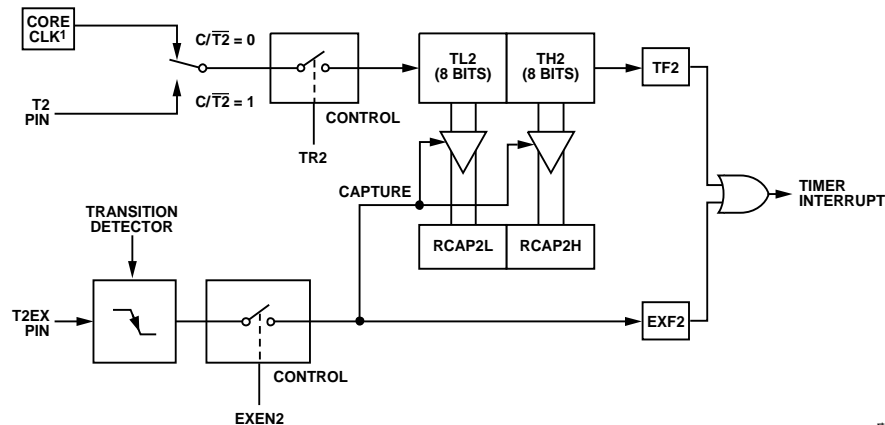 CORE
CLK¹
C/T2 = 0
T2
PIN
C/T2 = 1
CONTROL
TR2
TL2
(8 BITS)
TH2
(8 BITS)
TF2
CAPTURE
TIMER
INTERRUPT
TRANSITION
DETECTOR
RCAP2L
RCAP2H
T2EX
PIN
EXF2
CONTROL
EXEN2